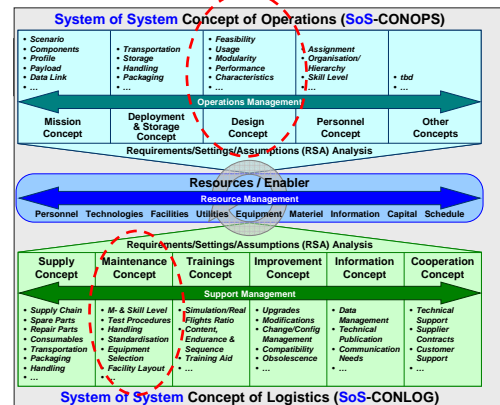 System of System Concept of Operations (SoS-CONOPS)
• Scenario
• Components
• Profile
• Payload
• Data Link
• ...
• Transportation
• Storage
• Handling
• Packaging
• ...
• Feasibility
• Usage
• Modularity
• Performance
• Characteristics
• ...
• Assignment
• Organisation/
Hierarchy
• Skill Level
• ...
• tbd
• ...
Operations Management
Mission
Concept
Deployment
& Storage
Concept
Design
Concept
Personnel
Concept
Other
Concepts
Requirements/Settings/Assumptions (RSA) Analysis
Resources / Enabler
Resource Management
Personnel Technologies Facilities Utilities Equipment Materiel Information Capital Schedule
Requirements/Settings/Assumptions (RSA) Analysis
Supply
Concept
Maintenance
Concept
Trainings
Concept
Improvement
Concept
Information
Concept
Cooperation
Concept
Support Management
• Supply Chain
• Spare Parts
• Repair Parts
• Consumables
• Transportation
• Packaging
• Handling
• ...
• M- & Skill Level
• Test Procedures
• Handling
• Standardisation
• Equipment
Selection
• Facility Layout
• ...
• Simulation/Real
Flights Ratio
• Content,
Endurance &
Sequence
• Training Aid
• ...
• Upgrades
• Modifications
• Change/Config
Management
• Compatibility
• Obsolescence
• ...
• Data
Management
• Technical
Publication
• Communication
Needs
• ...
• Technical
Support
• Supplier
Contracts
• Customer
Support
• ...
System of System Concept of Logistics (SoS-CONLOG)